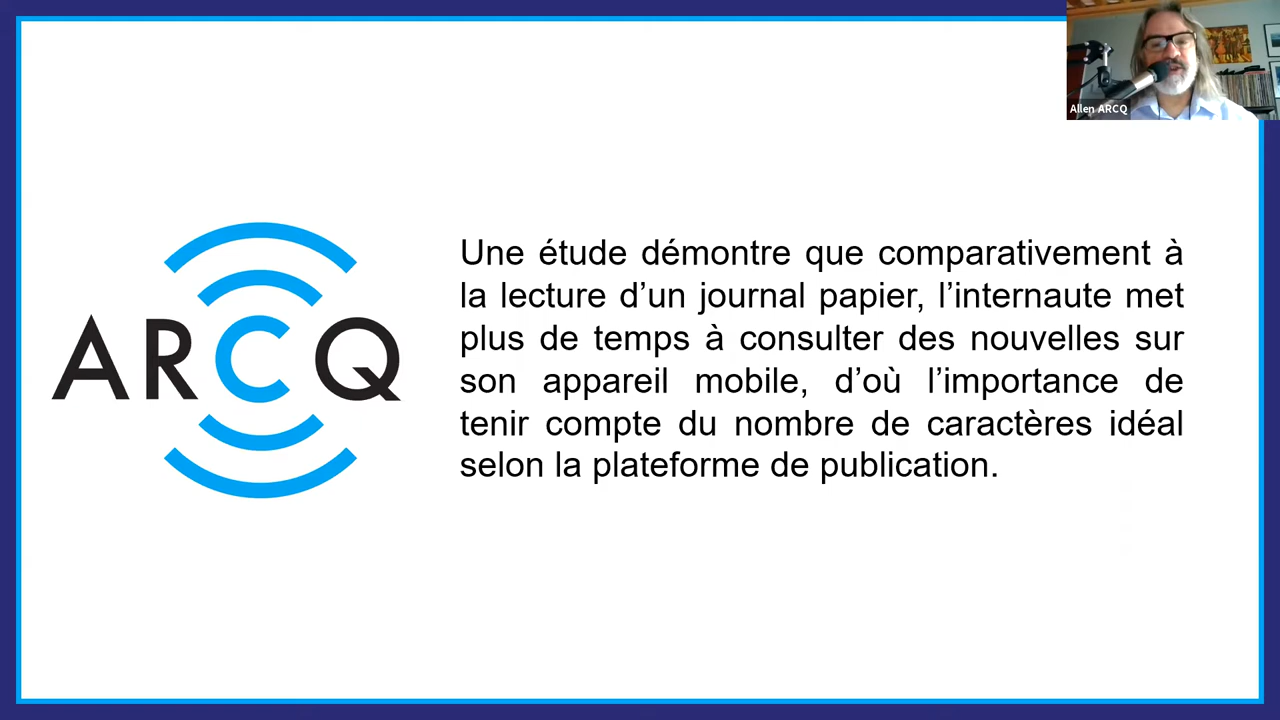 Allen ARCQ
ARCQ
Une étude démontre que comparativement à
la lecture d’un journal papier, l’internaute met
plus de temps à consulter des nouvelles sur
son appareil mobile, d’où l’importance de
tenir compte du nombre de caractères idéal
selon la plateforme de publication.